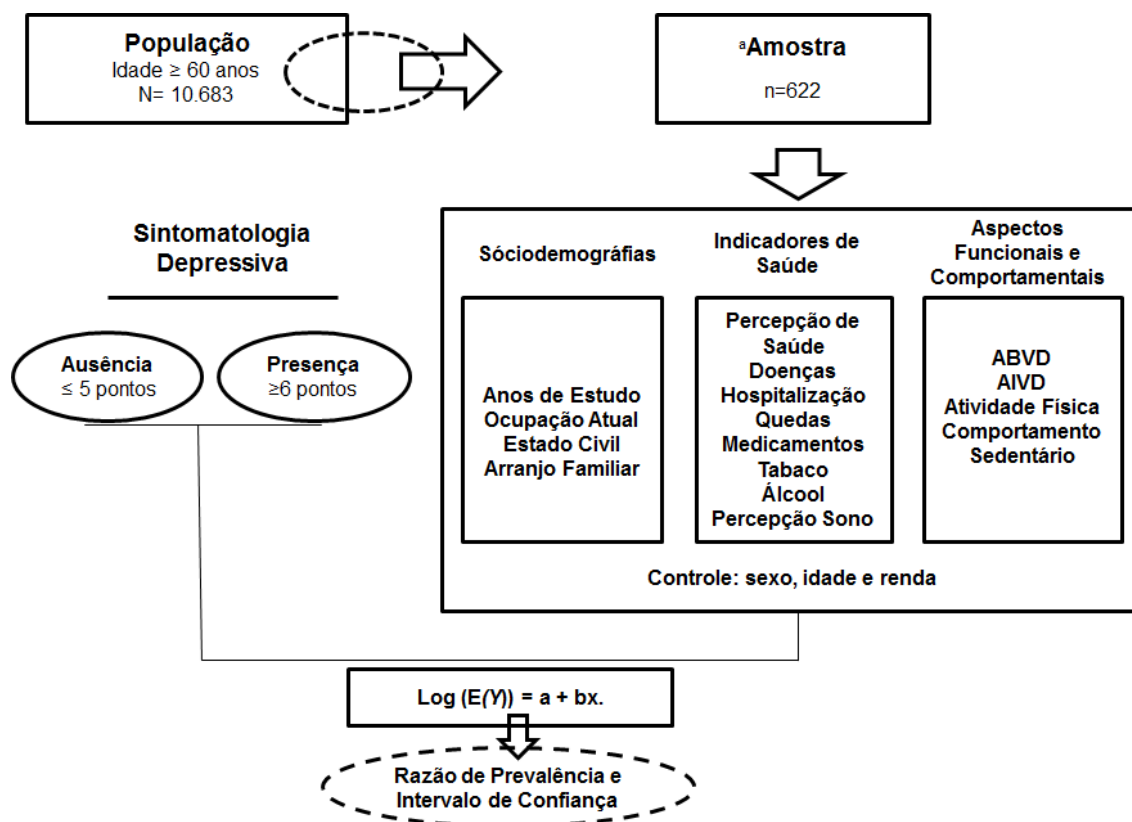 População
Idade ≥ 60 anos
N= 10.683
ªAmostra
n=622
Sintomatologia
Depressiva
Ausência
≤ 5 pontos
Presença
≥6 pontos
Sóciodemográfias
Anos de Estudo
Ocupação Atual
Estado Civil
Arranjo Familiar
Indicadores de
Saúde
Percepção de
Saúde
Doenças
Hospitalização
Quedas
Medicamentos
Tabaco
Álcool
Percepção Sono
Aspectos
Funcionais e
Comportamentais
ABVD
AIVD
Atividade Física
Comportamento
Sedentário
Controle: sexo, idade e renda
Log (E(Y)) = a + bx.
Razão de Prevalência e
Intervalo de Confiança